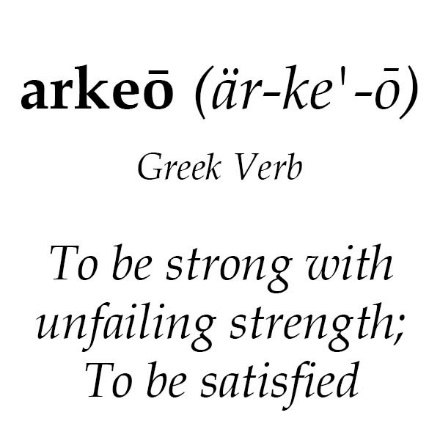 arkeō (är-ke'-ō)
Greek Verb
To be strong with
unfailing strength;
To be satisfied